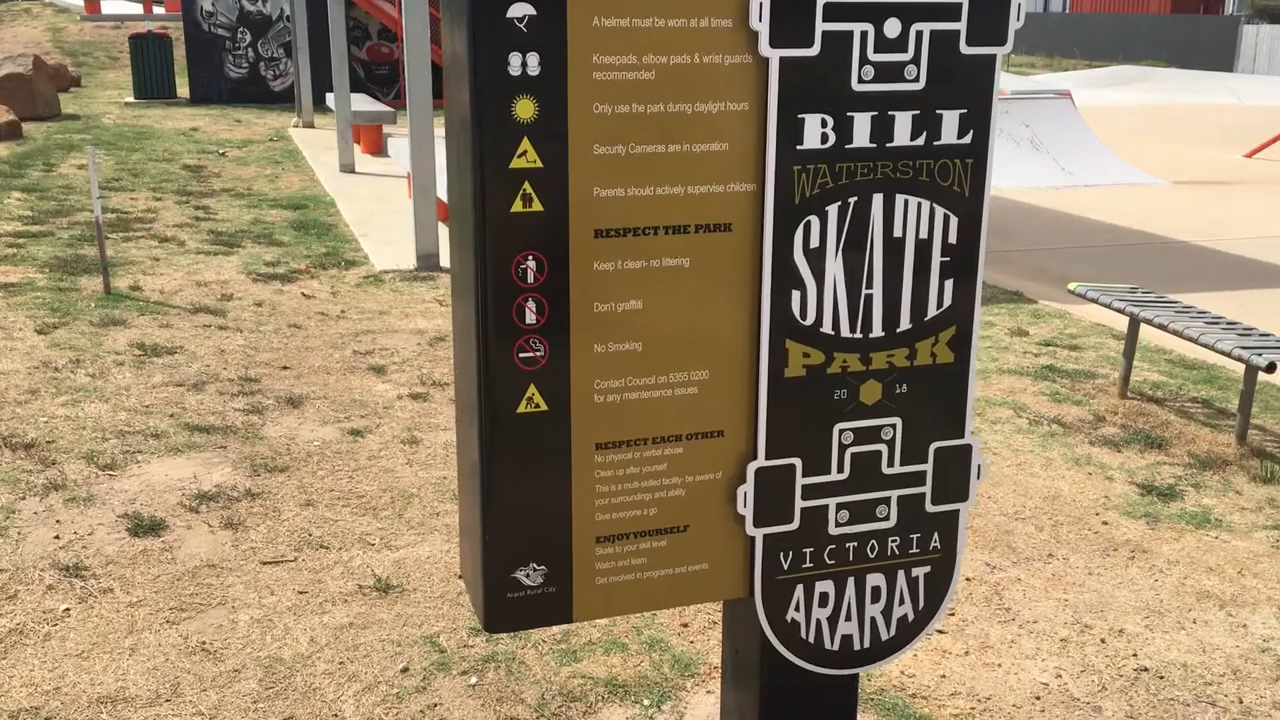 A helmet must be worn at all times
Kneepads, elbow pads & wrist guards
recommended
Only use the park during daylight hours
Security Cameras are in operation
Parents should actively supervise children
RESPECT THE PARK
Keep it clean- no littering
Don't graffiti
No Smoking
Contact Council on 5355 0200
for any maintenance issues
RESPECT EACH OTHER
No physical or verbal abuse
Clean up after yourself
This is a multi-skilled facility- be aware of
your surroundings and ability
Give everyone a go
ENJOY YOURSELF
Skate to your skill level
Watch and learn
Get involved in programs and events
Ararat Rural City
BILL
WATERSTON
SKATE
PARK
20 18
VICTORIA
ARARAT